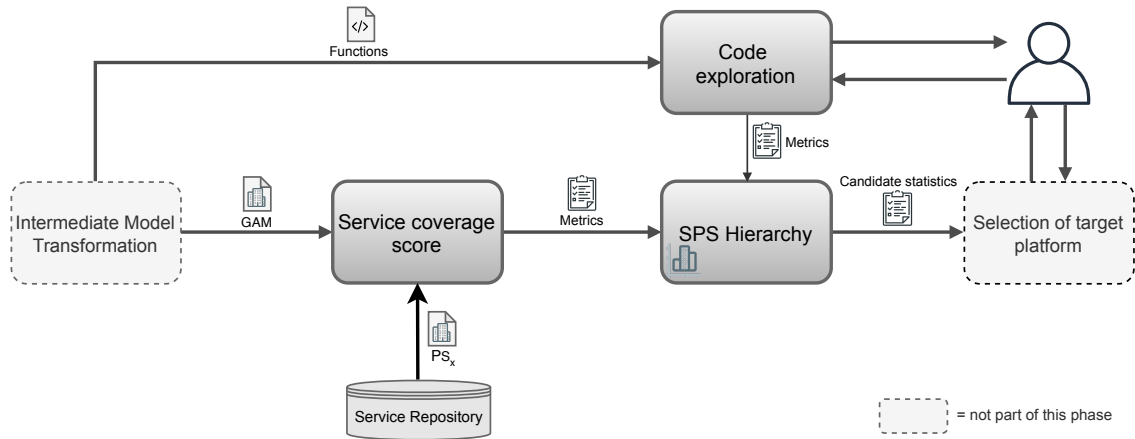 </>
Functions
Code
exploration
Metrics
Intermediate Model
Transformation
GAM
Service coverage
score
Metrics
SPS Hierarchy
Candidate statistics
Selection of target
platform
PSx
Service Repository
= not part of this phase